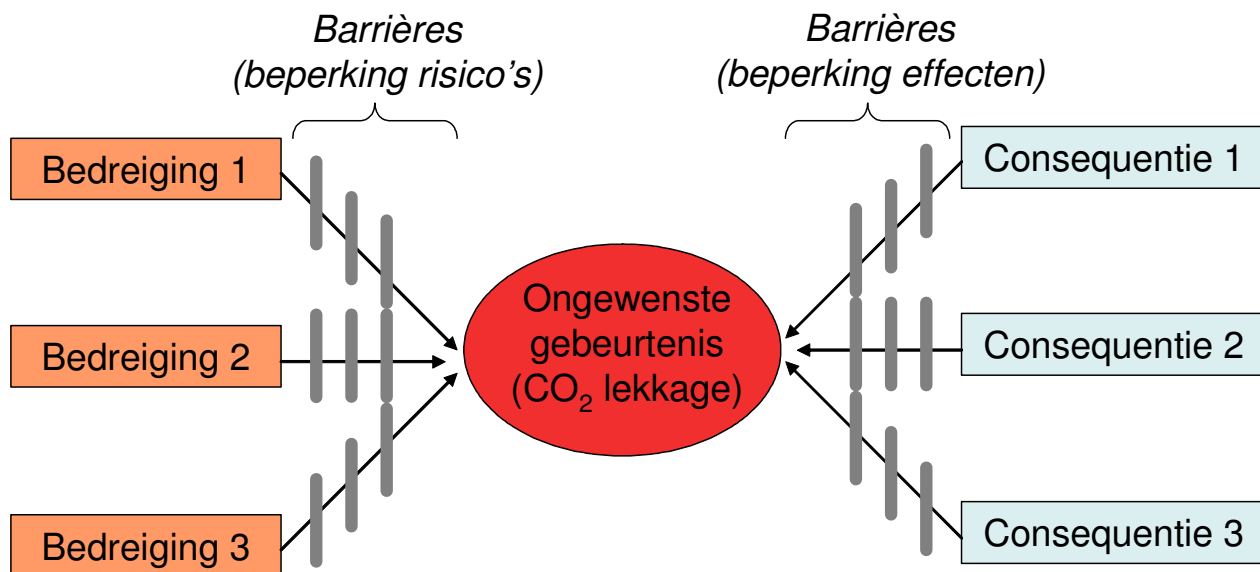 Barrières
(beperking risico's)
Barrières
(beperking effecten)
Bedreiging 1
Bedreiging 2
Bedreiging 3
Ongewenste
gebeurtenis
(CO₂ lekkage)
Consequentie 1
Consequentie 2
Consequentie 3